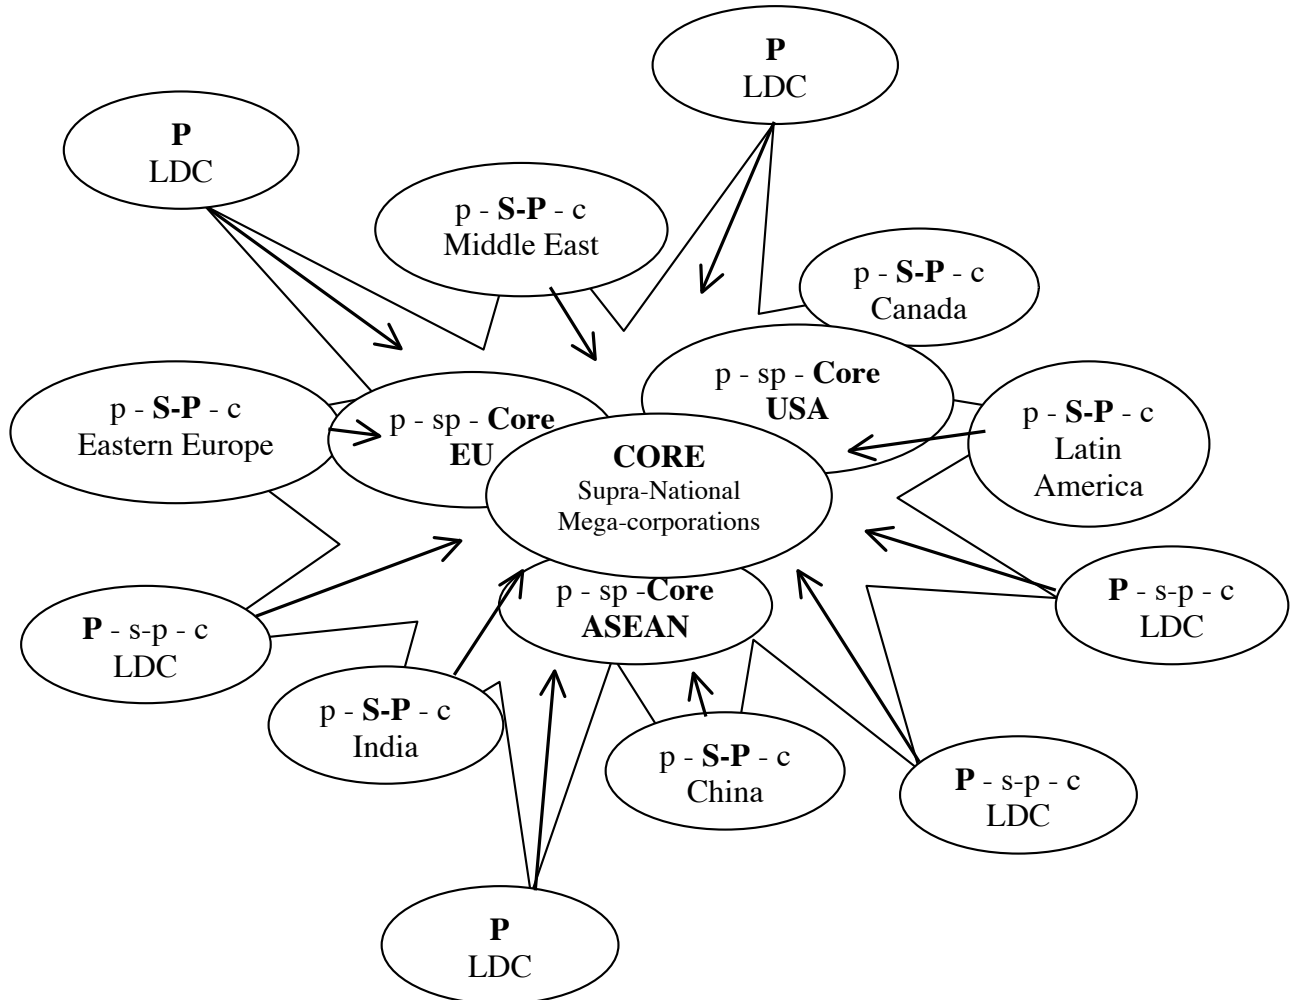 P
LDC
P
LDC
p - S-P - c
Middle East
p - S-P - c
Canada
p - sp - Core
USA
p - S-P - c
Eastern Europe
p - sp - Core
EU
CORE
Supra-National
Mega-corporations
p - S-P - c
Latin
America
p - sp -Core
ASEAN
P - s-p - c
LDC
P - s-p - c
LDC
p - S-P - c
India
p - S-P - c
China
P - s-p - c
LDC
P
LDC